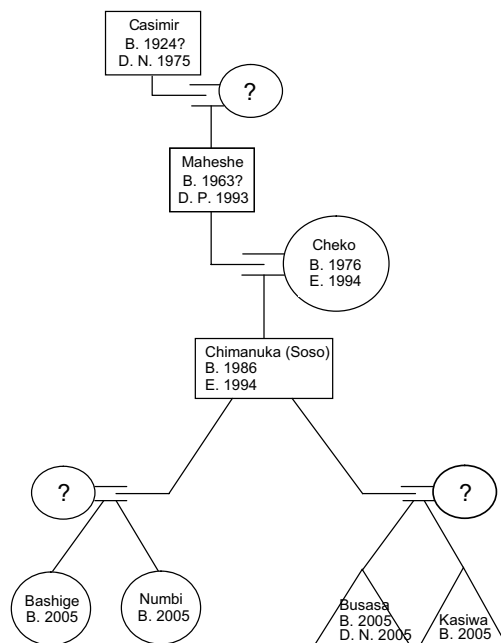 Casimir
B. 1924?
D. N. 1975
?
Maheshe
B. 1963?
D. P. 1993
Cheko
B. 1976
E. 1994
Chimanuka (Soso)
B. 1986
E. 1994
?
?
Bashige
B. 2005
Numbi
B. 2005
Busasa
B. 2005
D. N. 2005
Kasiwa
B. 2005